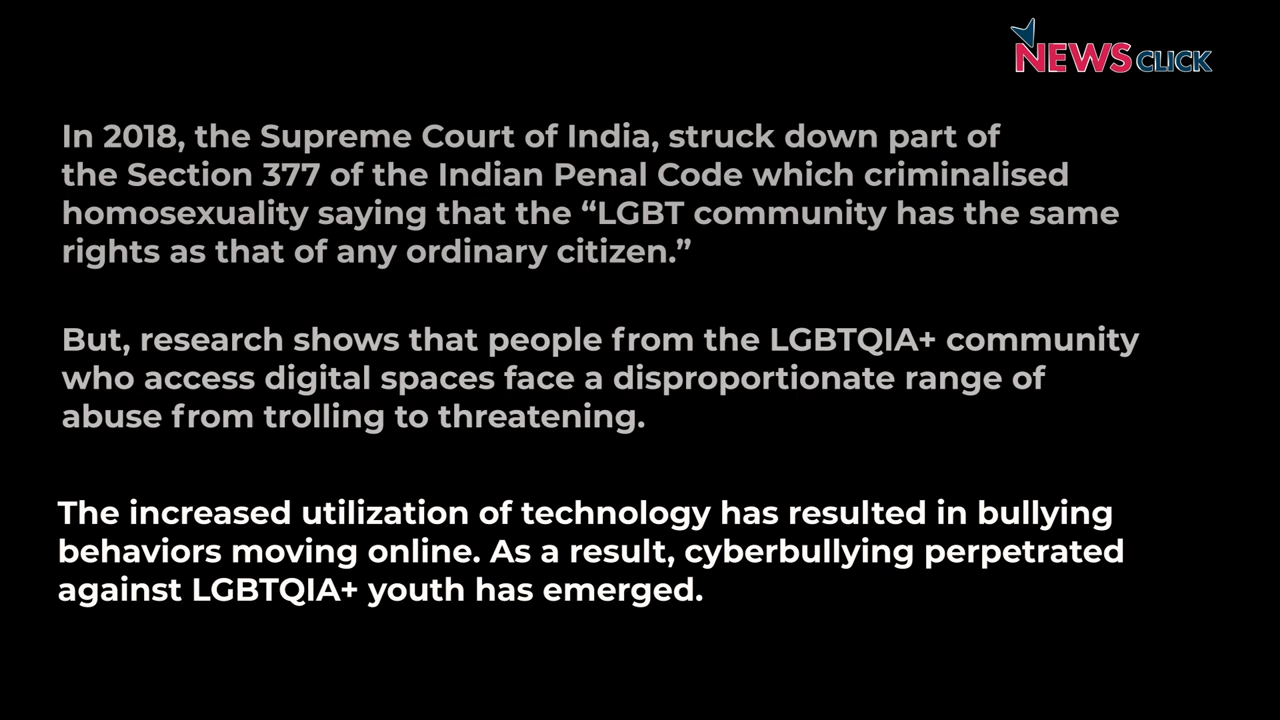 NEWS CLICK
In 2018, the Supreme Court of India, struck down part of
the Section 377 of the Indian Penal Code which criminalised
homosexuality saying that the “LGBT community has the same
rights as that of any ordinary citizen.”
But, research shows that people from the LGBTQIA+ community
who access digital spaces face a disproportionate range of
abuse from trolling to threatening.
The increased utilization of technology has resulted in bullying
behaviors moving online. As a result, cyberbullying perpetrated
against LGBTQIA+ youth has emerged.